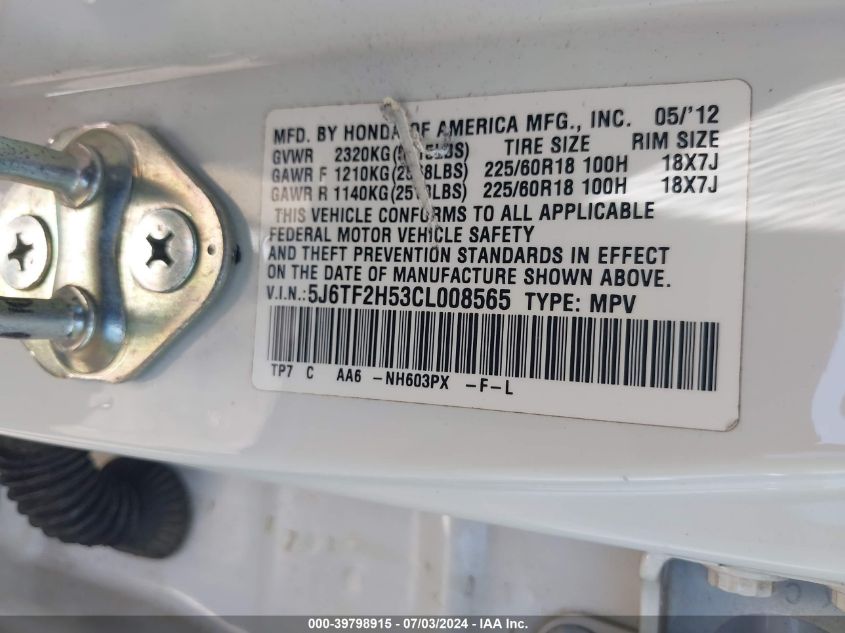 MFD. BY HONDA OF AMERICA MFG., INC. 05/'12
GVWR 2320KG( TIRE SIZE RIM SIZE
GAWR F 1210KG( 225/60R18 100H 18X7J
GAWR R 1140KG( 225/60R18 100H 18X7J
THIS VEHICLE CONFORMS TO ALL APPLICABLE
FEDERAL MOTOR VEHICLE SAFETY
AND THEFT PREVENTION STANDARDS IN EFFECT
ON THE DATE OF MANUFACTURE SHOWN ABOVE.
V.I.N.: 5J6TF2H53CL008565 TYPE: MPV
TP7 C AA6 -NH603PX -F-L
000-39798915 - 07/03/2024 - © IAA Inc.